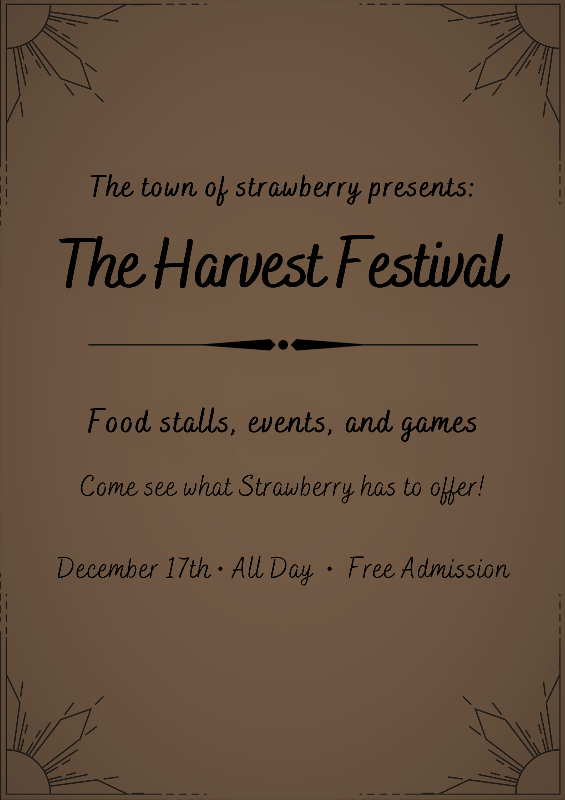 The town of strawberry presents:
The Harvest Festival
Food stalls, events, and games
Come see what Strawberry has to offer!
December 17th • All Day • Free Admission